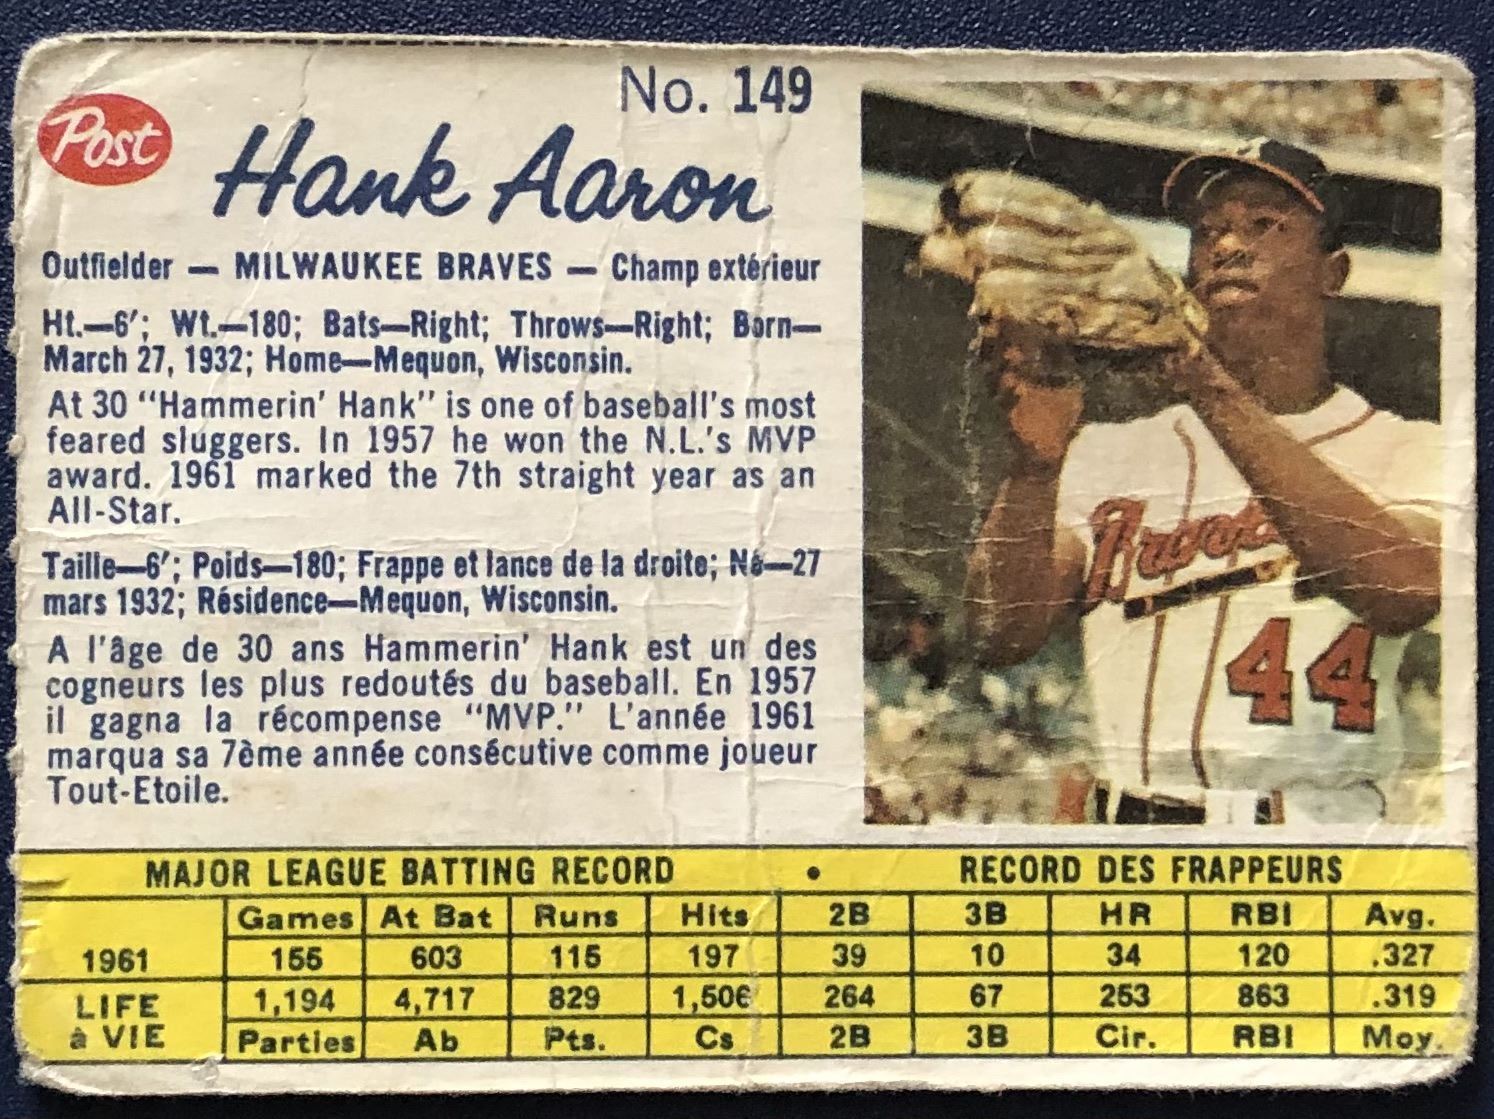 No. 149
Post
Hank Aaron
Outfielder — MILWAUKEE BRAVES — Champ extérieur
Ht.—6'; Wt.—180; Bats—Right; Throws—Right; Born—
March 27, 1932; Home—Mequon, Wisconsin.
At 30 "Hammerin' Hank" is one of baseball's most
feared sluggers. In 1957 he won the N.L.'s MVP
award. 1961 marked the 7th straight year as an
All-Star.
Taille—6'; Poids—180; Frappe et lance de la droite; Né—27
mars 1932; Résidence—Mequon, Wisconsin.
A l'âge de 30 ans Hammerin' Hank est un des
cogneurs les plus redoutés du baseball. En 1957
il gagna la récompense "MVP." L'année 1961
marqua sa 7ème année consécutive comme joueur
Tout-Etoile.
Braves
44
MAJOR LEAGUE BATTING RECORD • RECORD DES FRAPPEURS
Games At Bat Runs Hits 2B 3B HR RBI Avg.
1961 155 603 115 197 39 10 34 120 .327
LIFE 1,194 4,717 829 1,506 264 67 253 863 .319
à VIE Parties Ab Pts. Cs 2B 3B Cir. RBI Moy.